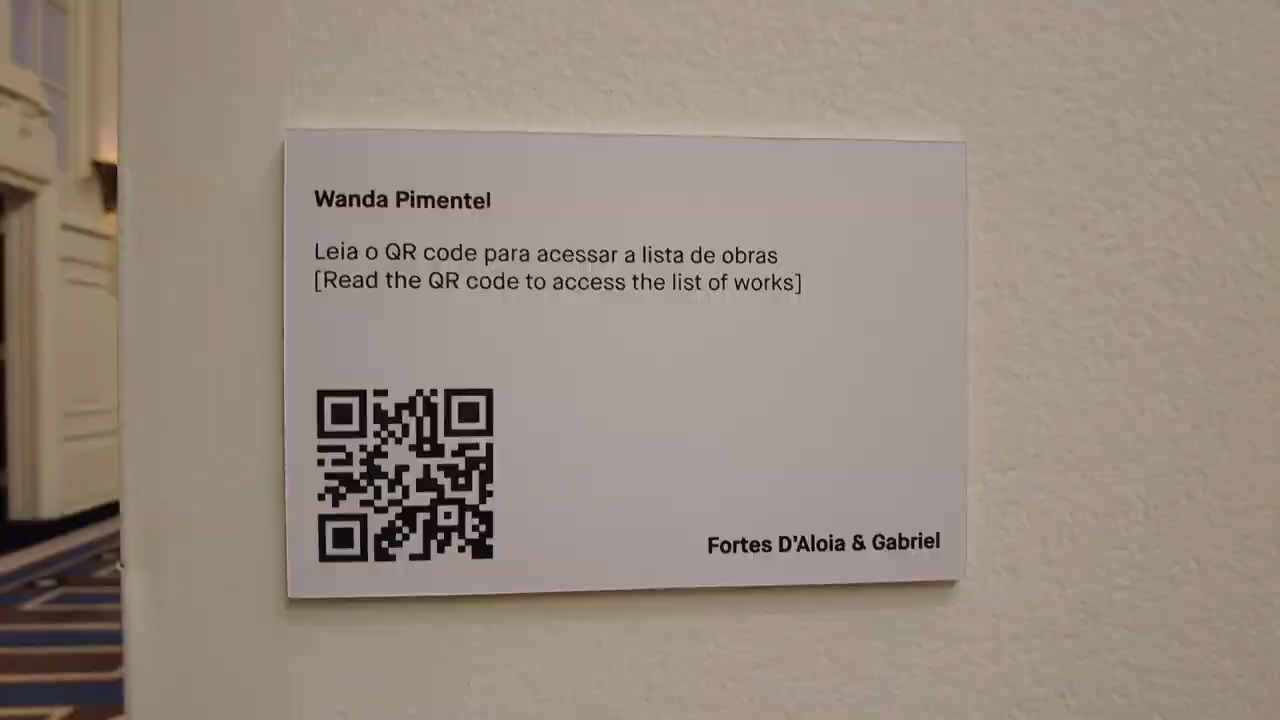 Wanda Pimentel
Leia o QR code para acessar a lista de obras
[Read the QR code to access the list of works]
Fortes D'Aloia & Gabriel